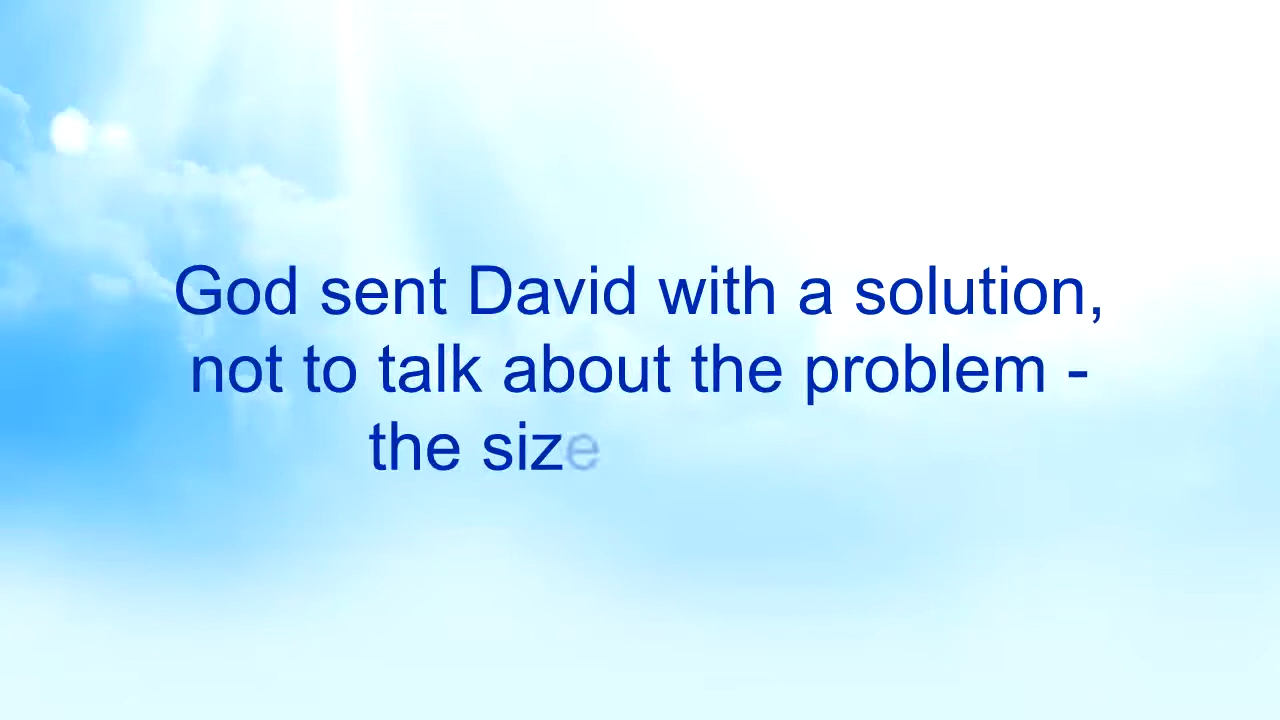 God sent David with a solution,
not to talk about the problem -
the size